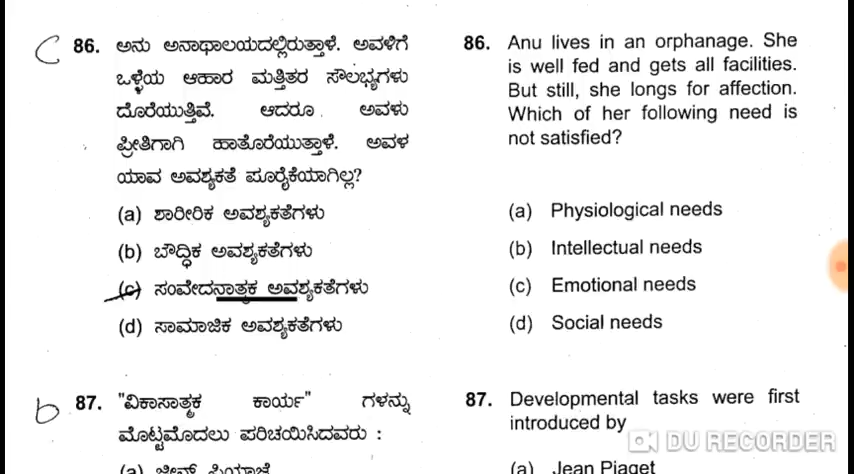 C 86. ಅನು ಅನಾಥಾಲಯದಲ್ಲಿರುತ್ತಾಳೆ. ಅವಳಿಗೆ
ಒಳ್ಳೆಯ ಆಹಾರ ಮತ್ತಿತರ ಸೌಲಭ್ಯಗಳು
ದೊರೆಯುತ್ತಿವೆ. ಆದರೂ ಅವಳು
ಪ್ರೀತಿಗಾಗಿ ಹಾತೊರೆಯುತ್ತಾಳೆ. ಅವಳ
ಯಾವ ಅವಶ್ಯಕತೆ ಪೂರೈಕೆಯಾಗಿಲ್ಲ?
(a) ಶಾರೀರಿಕ ಅವಶ್ಯಕತೆಗಳು
(b) ಬೌದ್ಧಿಕ ಅವಶ್ಯಕತೆಗಳು
(c) ಸಂವೇದನಾತ್ಮಕ ಅವಶ್ಯಕತೆಗಳು
(d) ಸಾಮಾಜಿಕ ಅವಶ್ಯಕತೆಗಳು
b 87. "ವಿಕಾಸಾತ್ಮಕ ಕಾರ್ಯ" ಗಳನ್ನು
ಮೊಟ್ಟಮೊದಲು ಪರಿಚಯಿಸಿದವರು :
(a) ಜೀನ್ ಪಿಯಾಜೆ
86. Anu lives in an orphanage. She
is well fed and gets all facilities.
But still, she longs for affection.
Which of her following need is
not satisfied?
(a) Physiological needs
(b) Intellectual needs
(c) Emotional needs
(d) Social needs
87. Developmental tasks were first
introduced by
(a) Jean Piaget
DU RECORDER